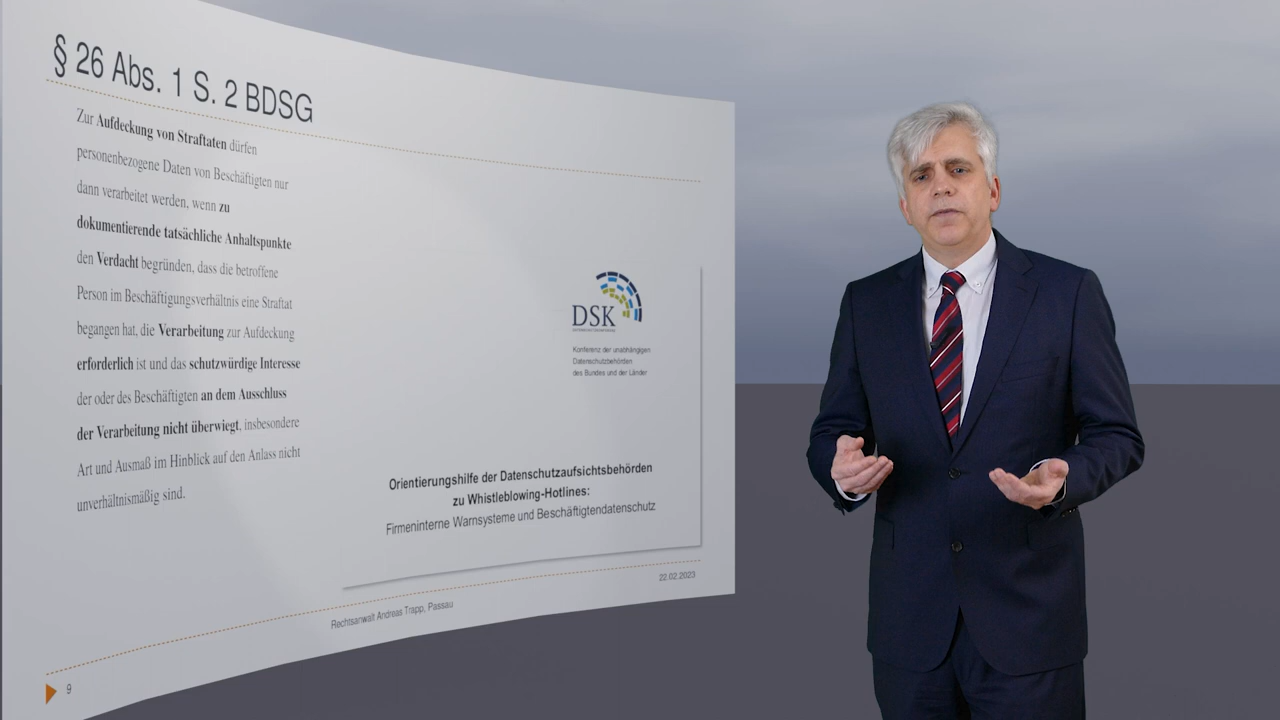 § 26 Abs. 1 S. 2 BDSG
Zur Aufdeckung von Straftaten dürfen
personenbezogene Daten von Beschäftigten nur
dann verarbeitet werden, wenn zu
dokumentierende tatsächliche Anhaltspunkte
den Verdacht begründen, dass die betroffene
Person im Beschäftigungsverhältnis eine Straftat
begangen hat, die Verarbeitung zur Aufdeckung
erforderlich ist und das schutzwürdige Interesse
der oder des Beschäftigten an dem Ausschluss
der Verarbeitung nicht überwiegt, insbesondere
Art und Ausmaß im Hinblick auf den Anlass nicht
unverhältnismäßig sind.
DSK
Konferenz der unabhängigen
Datenschutzbehörden
des Bundes und der Länder
Orientierungshilfe der Datenschutzaufsichtsbehörden
zu Whistleblowing-Hotlines:
Firmeninterne Warnsysteme und Beschäftigtendatenschutz
22.02.2023
Rechtsanwalt Andreas Trapp, Passau
9